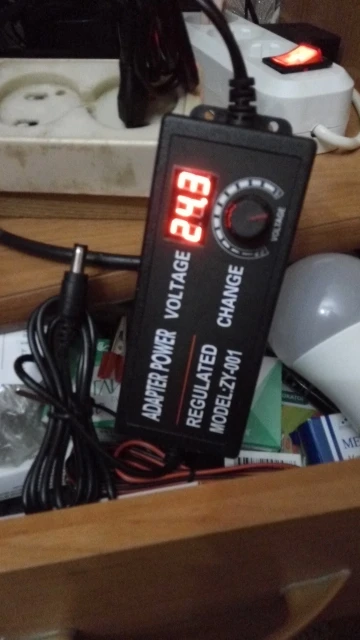 24.3
VOLTAGE
ADAPTER POWER VOLTAGE
REGULATED CHANGE
MODEL:ZY-001